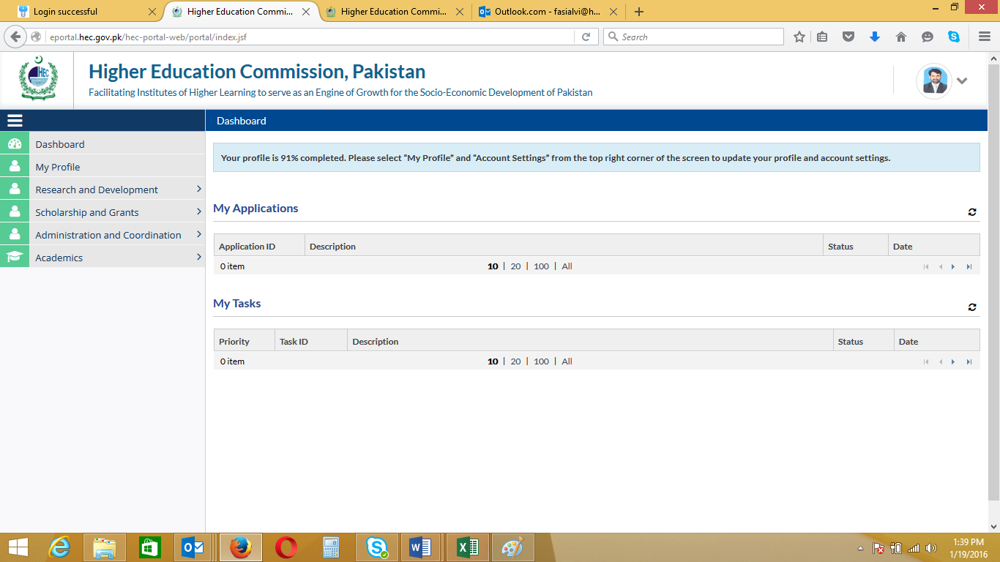 Login successful
Higher Education Commi...
Higher Education Commi...
Outlook.com - fasialvi@h...
eportal.hec.gov.pk/hec-portal-web/portal/index.jsf
Search
HEC
Higher Education Commission, Pakistan
Facilitating Institutes of Higher Learning to serve as an Engine of Growth for the Socio-Economic Development of Pakistan
Dashboard
Dashboard
My Profile
Research and Development
Scholarship and Grants
Administration and Coordination
Academics
Your profile is 91% completed. Please select “My Profile” and “Account Settings” from the top right corner of the screen to update your profile and account settings.
My Applications
Application ID Description Status Date
0 item 10 | 20 | 100 | All
My Tasks
Priority Task ID Description Status Date
0 item 10 | 20 | 100 | All
1:39 PM
1/19/2016